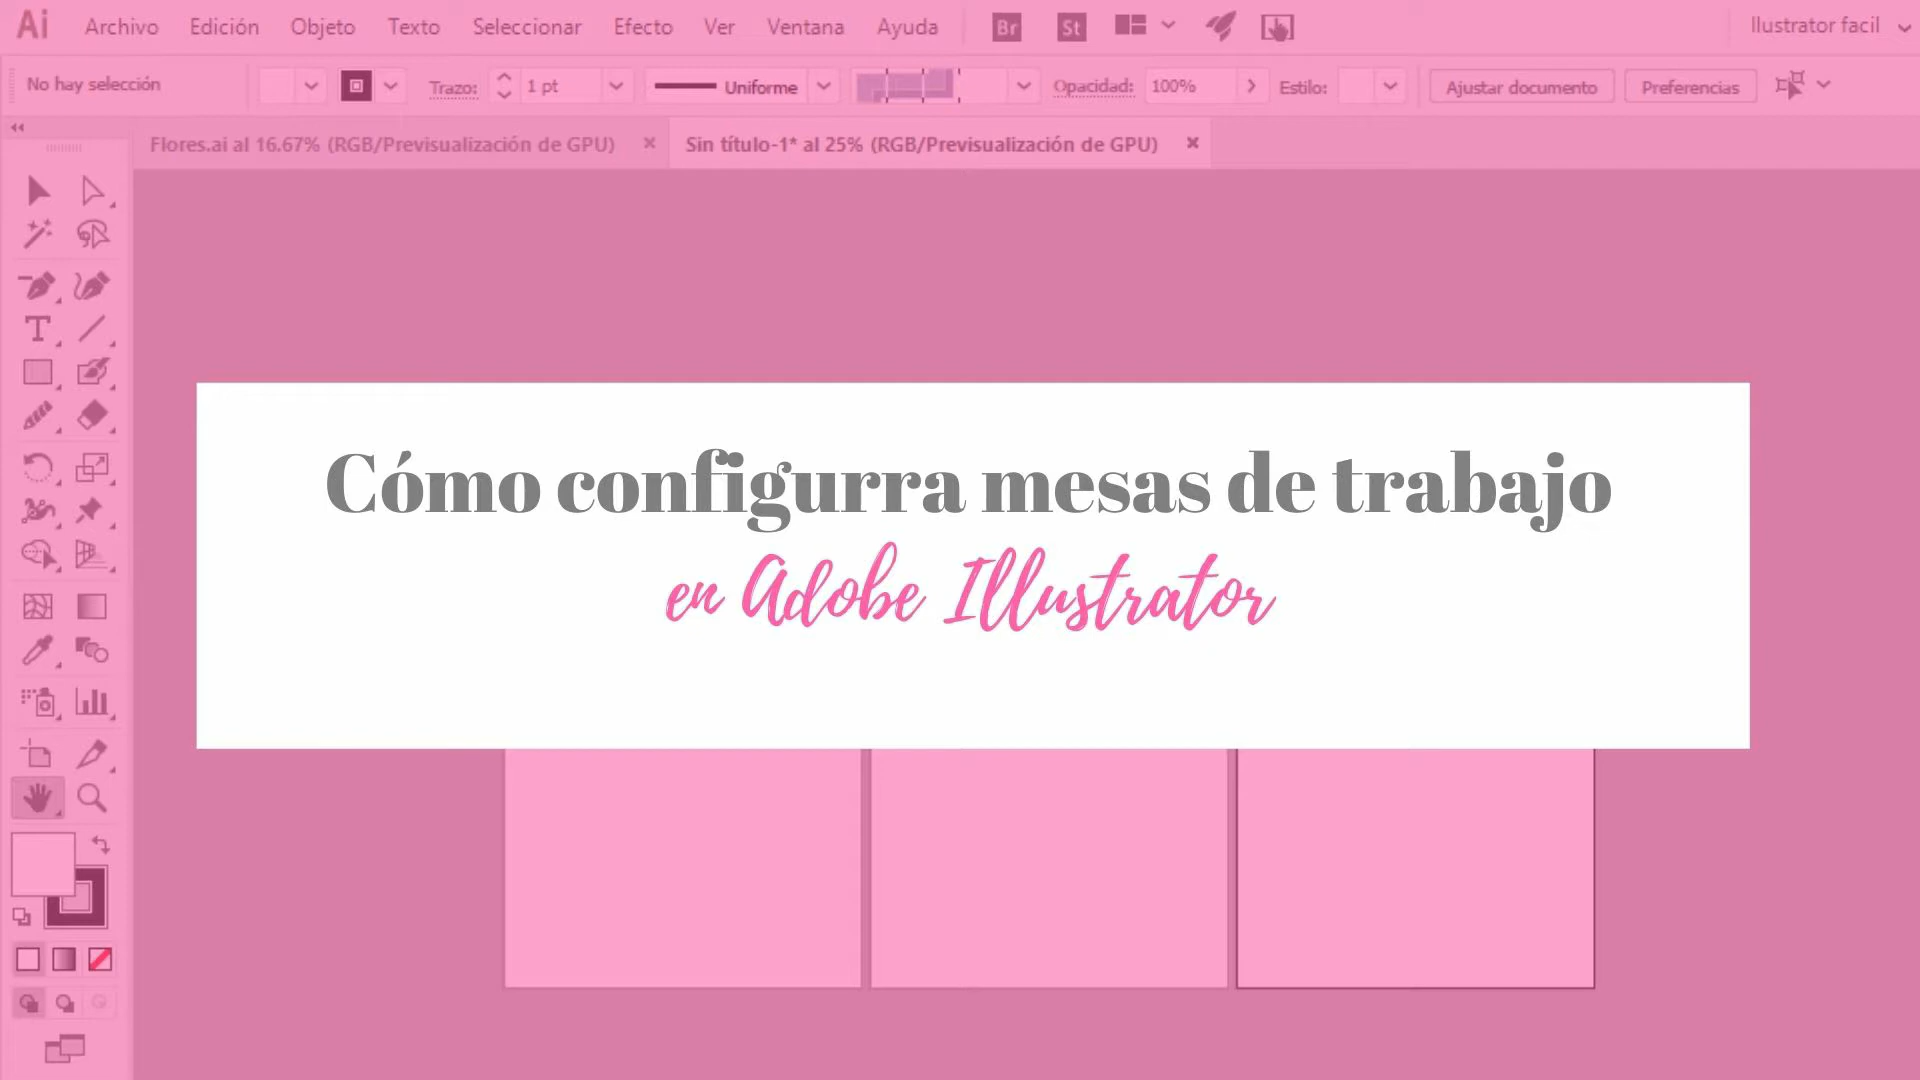 Ai Archivo Edición Objeto Texto Seleccionar Efecto Ver Ventana Ayuda Br St llustrator facil
No hay selección Trazo: 1 pt Uniforme Opacidad: 100% Estilo: Ajustar documento Preferencias
Flores.ai al 16.67% (RGB/Previsualización de GPU) Sin título-1* al 25% (RGB/Previsualización de GPU)
Cómo configurra mesas de trabajo
en Adobe Illustrator